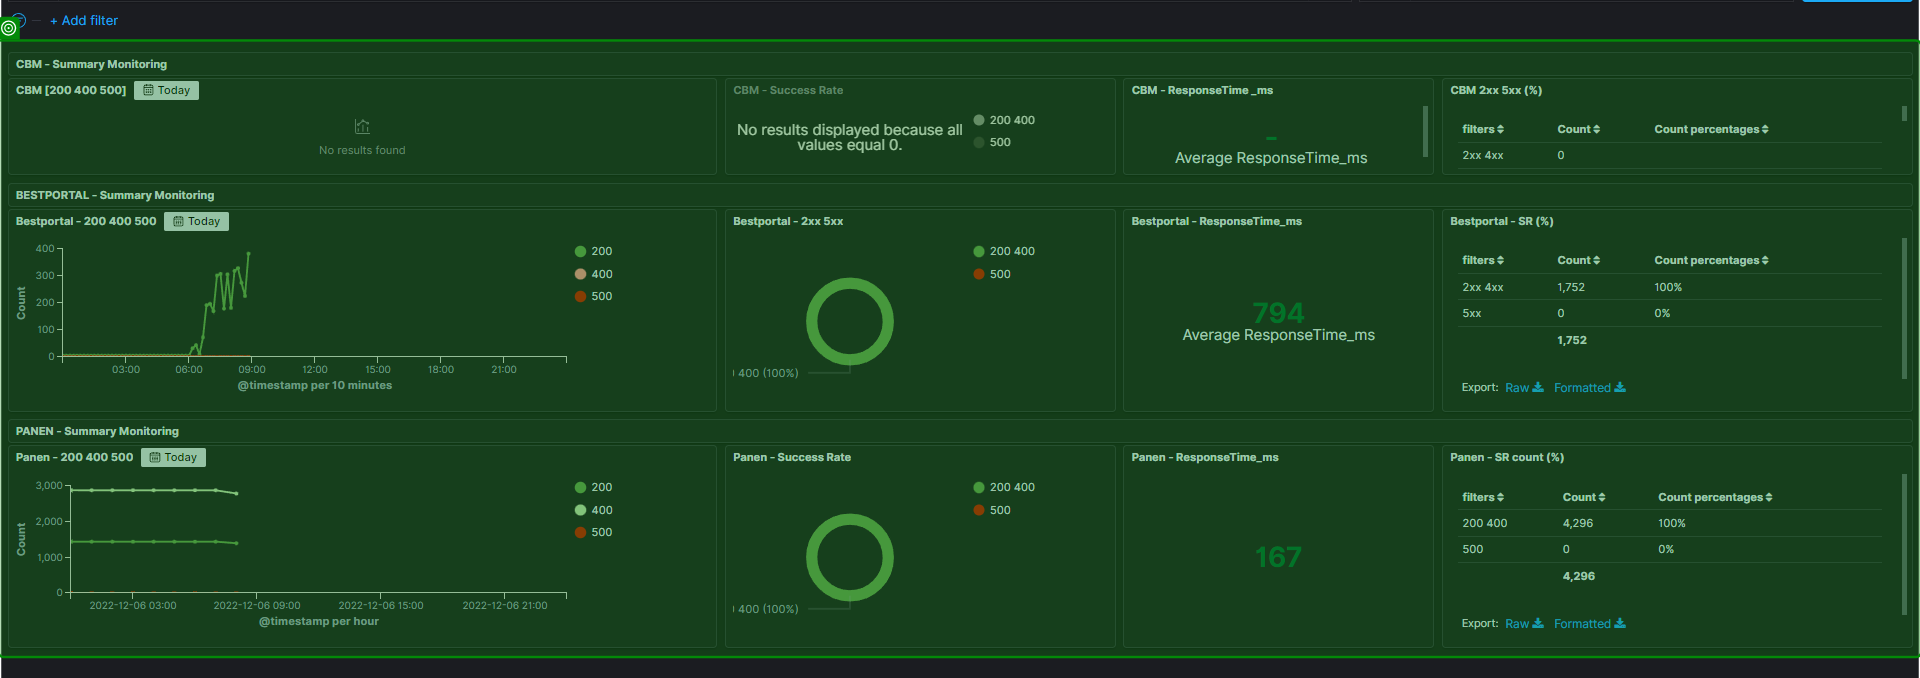 + Add filter
CBM - Summary Monitoring
CBM [200 400 500] Today
No results found
CBM - Success Rate
No results displayed because all
values equal 0.
200 400
500
CBM - ResponseTime _ms
-
Average ResponseTime_ms
CBM 2xx 5xx (%)
filters Count Count percentages
2xx 4xx 0
BESTPORTAL - Summary Monitoring
Bestportal - 200 400 500 Today
400
300
200
100
0
Count
03:00 06:00 09:00 12:00 15:00 18:00 21:00
@timestamp per 10 minutes
200
400
500
Bestportal - 2xx 5xx
200 400
500
400 (100%)
Bestportal - ResponseTime_ms
794
Average ResponseTime_ms
Bestportal - SR (%)
filters Count Count percentages
2xx 4xx 1,752 100%
5xx 0 0%
1,752
Export: Raw Formatted
PANEN - Summary Monitoring
Panen - 200 400 500 Today
3,000
2,000
1,000
0
Count
2022-12-06 03:00 2022-12-06 09:00 2022-12-06 15:00 2022-12-06 21:00
@timestamp per hour
200
400
500
Panen - Success Rate
200 400
500
400 (100%)
Panen - ResponseTime_ms
167
Panen - SR count (%)
filters Count Count percentages
200 400 4,296 100%
500 0 0%
4,296
Export: Raw Formatted